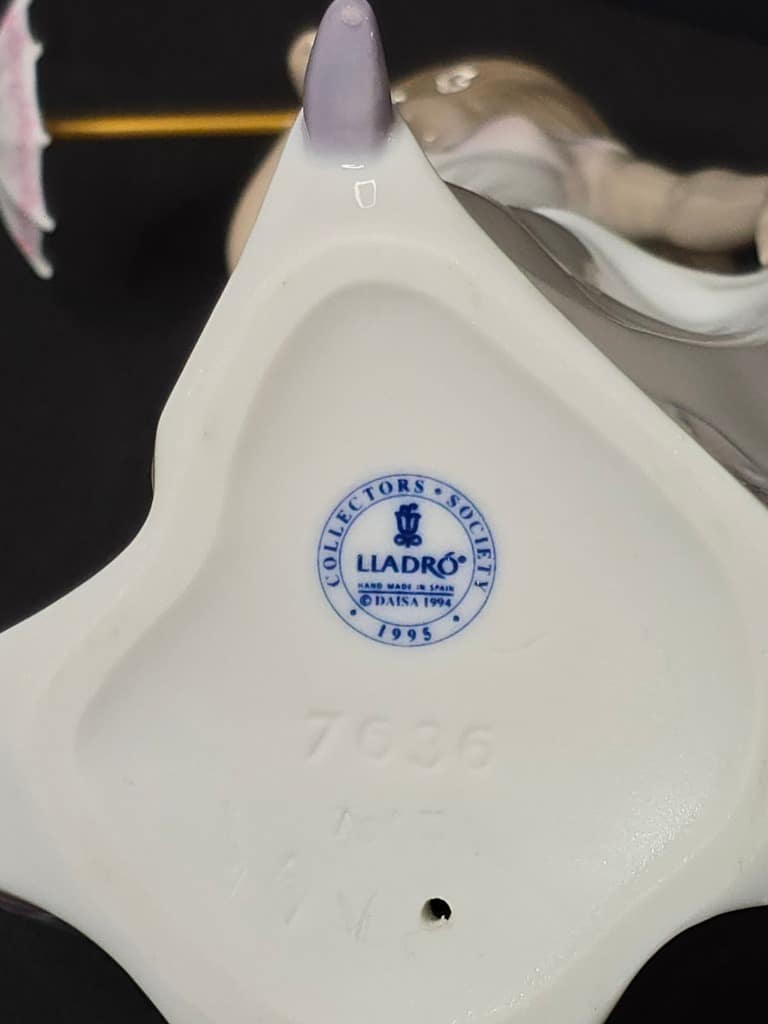 COLLECTORS • SOCIETY
LLADRÓ®
HAND MADE IN SPAIN
© DAISA 1994
• 1995 •
7636